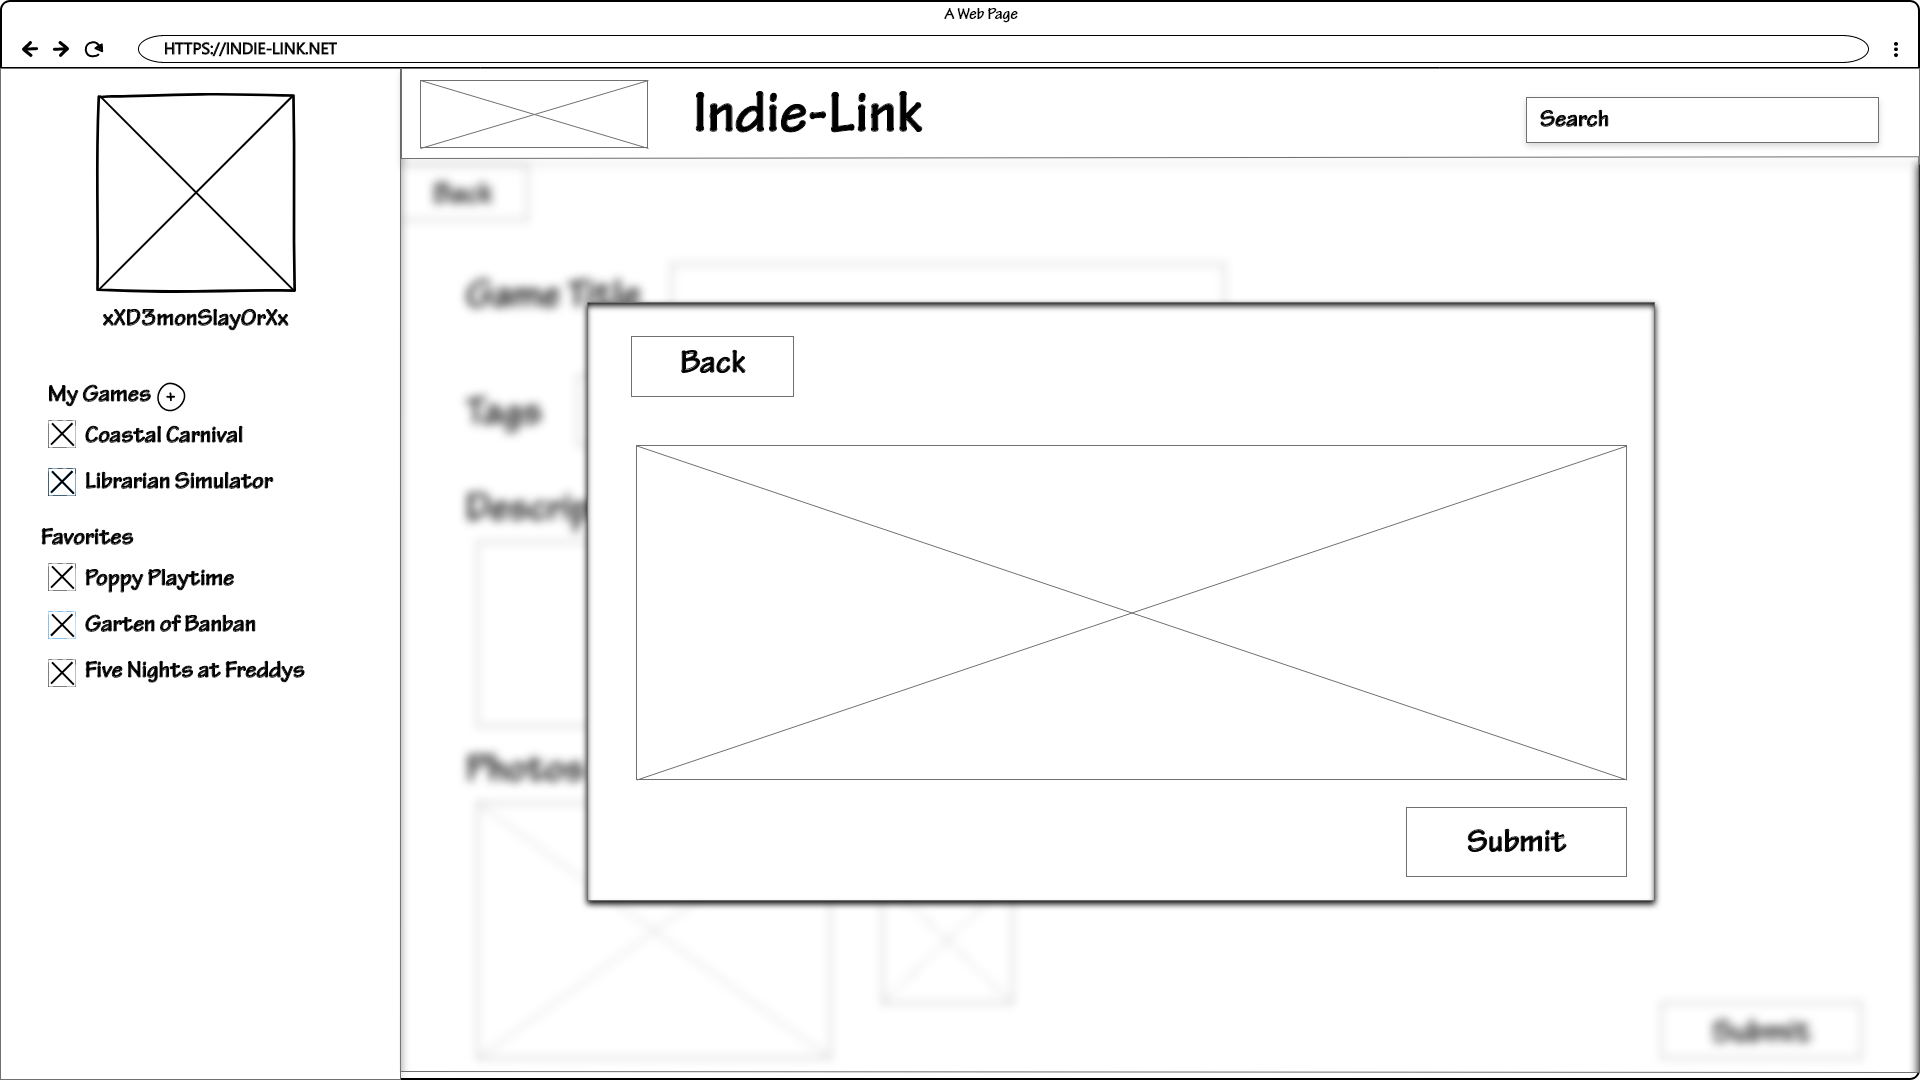 A Web Page
HTTPS://INDIE-LINK.NET
Indie-Link
Search
xXD3monSlayOrXx
My Games +
Coastal Carnival
Librarian Simulator
Favorites
Poppy Playtime
Garten of Banban
Five Nights at Freddys
Back
Game Title
Tags
Descrip
Photos
Back
Submit
Submit